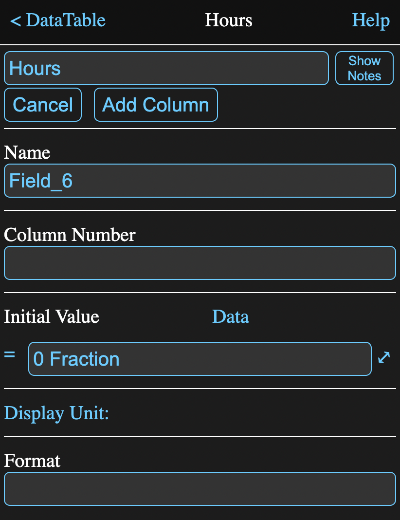 < DataTable
Hours
Help
Hours
Show
Notes
Cancel
Add Column
Name
Field_6
Column Number
Initial Value
Data
=
0 Fraction
Display Unit:
Format